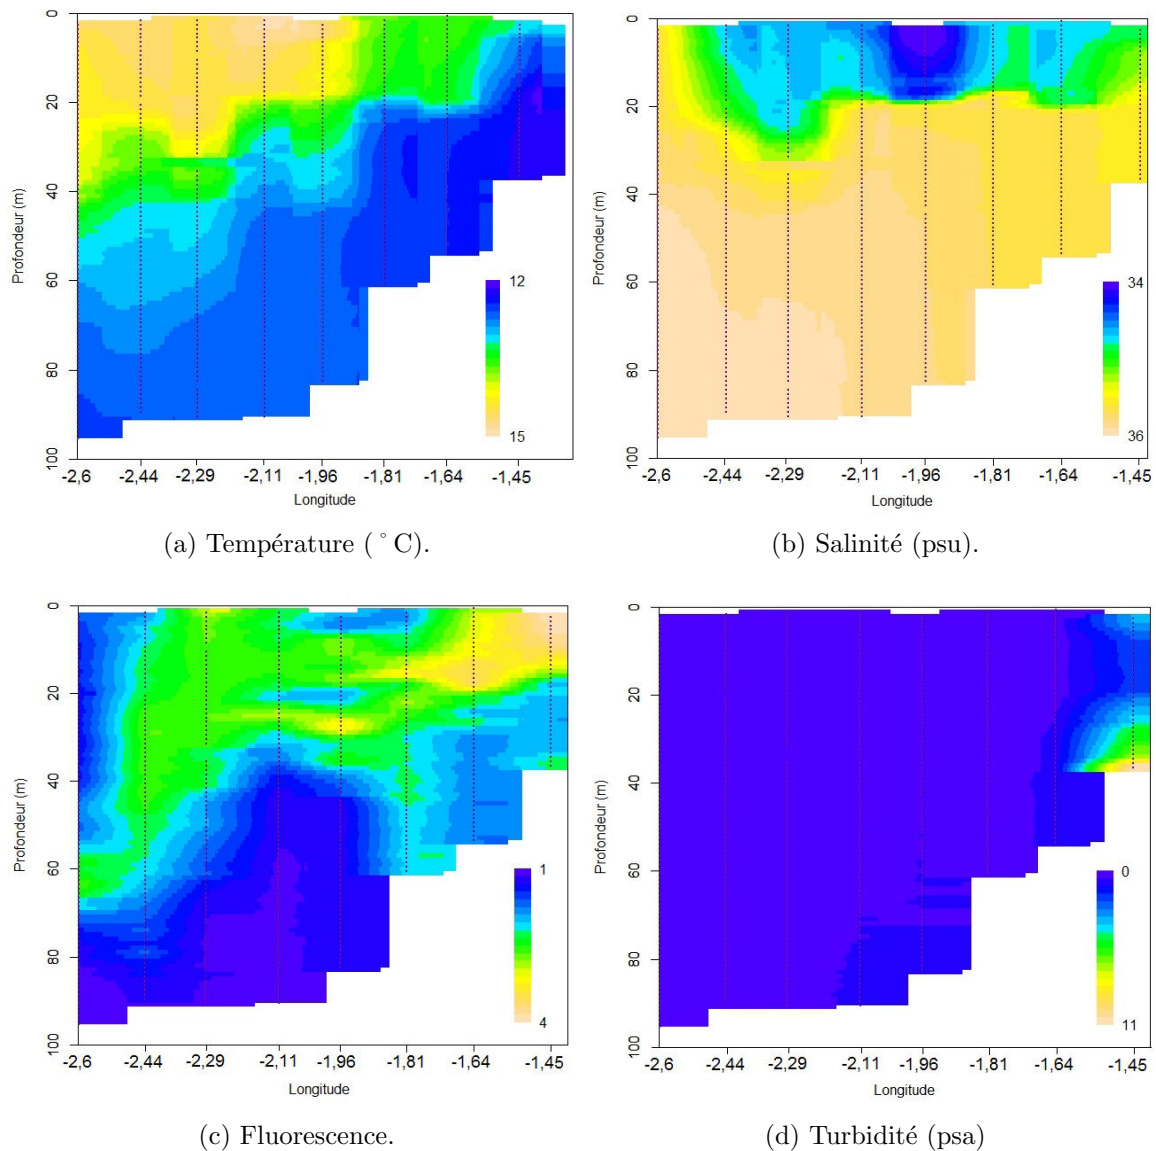 0
20
40
60
80
100
Profondeur (m)
12
15
-2,6 -2,44 -2,29 -2,11 -1,96 -1,81 -1,64 -1,45
Longitude
(a) Température (°C).
0
20
40
60
80
100
Profondeur (m)
34
36
-2,6 -2,44 -2,29 -2,11 -1,96 -1,81 -1,64 -1,45
Longitude
(b) Salinité (psu).
0
20
40
60
80
100
Profondeur (m)
1
4
-2,6 -2,44 -2,29 -2,11 -1,96 -1,81 -1,64 -1,45
Longitude
(c) Fluorescence.
0
20
40
60
80
100
Profondeur (m)
0
11
-2,6 -2,44 -2,29 -2,11 -1,96 -1,81 -1,64 -1,45
Longitude
(d) Turbidité (psa)